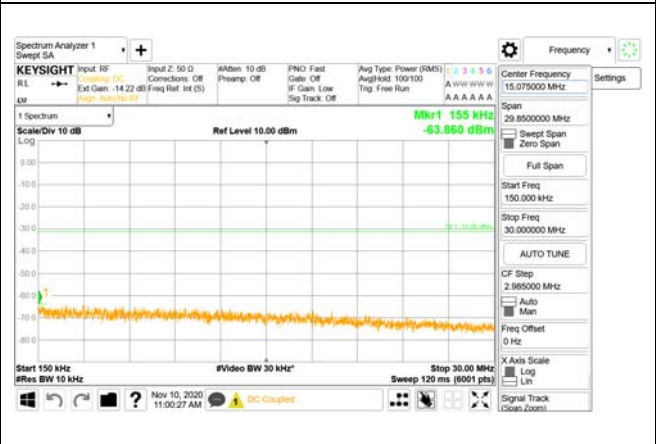 Spectrum Analyzer 1
Swept SA
+
Frequency
KEYSIGHT
RL
Input: RF
Coupling: DC
Ext Gain: -14.22 dB
Align: Auto/No RF
Input Z: 50 Ω
Corrections: Off
Freq Ref: Int (S)
#Atten: 10 dB
Preamp: Off
PNO: Fast
Gate: Off
IF Gain: Low
Sig Track: Off
Avg Type: Power (RMS)
Avg|Hold: 100/100
Trig: Free Run
1 2 3 4 5 6
A W W W W W
A A A A A A
1 Spectrum
Scale/Div 10 dB
Ref Level 10.00 dBm
Mkr1 155 kHz
-63.860 dBm
Log
0.00
-10.0
-20.0
-30.0
-40.0
-50.0
-60.0
-70.0
-80.0
1
Start 150 kHz
#Video BW 30 kHz*
Stop 30.00 MHz
#Res BW 10 kHz
Sweep 120 ms (6001 pts)
?
Nov 10, 2020
11:00:27 AM
DC Coupled
Center Frequency
15.075000 MHz
Settings
Span
29.8500000 MHz
Swept Span
Zero Span
Full Span
Start Freq
150.000 kHz
Stop Freq
30.000000 MHz
AUTO TUNE
CF Step
2.985000 MHz
Auto
Man
Freq Offset
0 Hz
X Axis Scale
Log
Lin
Signal Track
(Span Zoom)